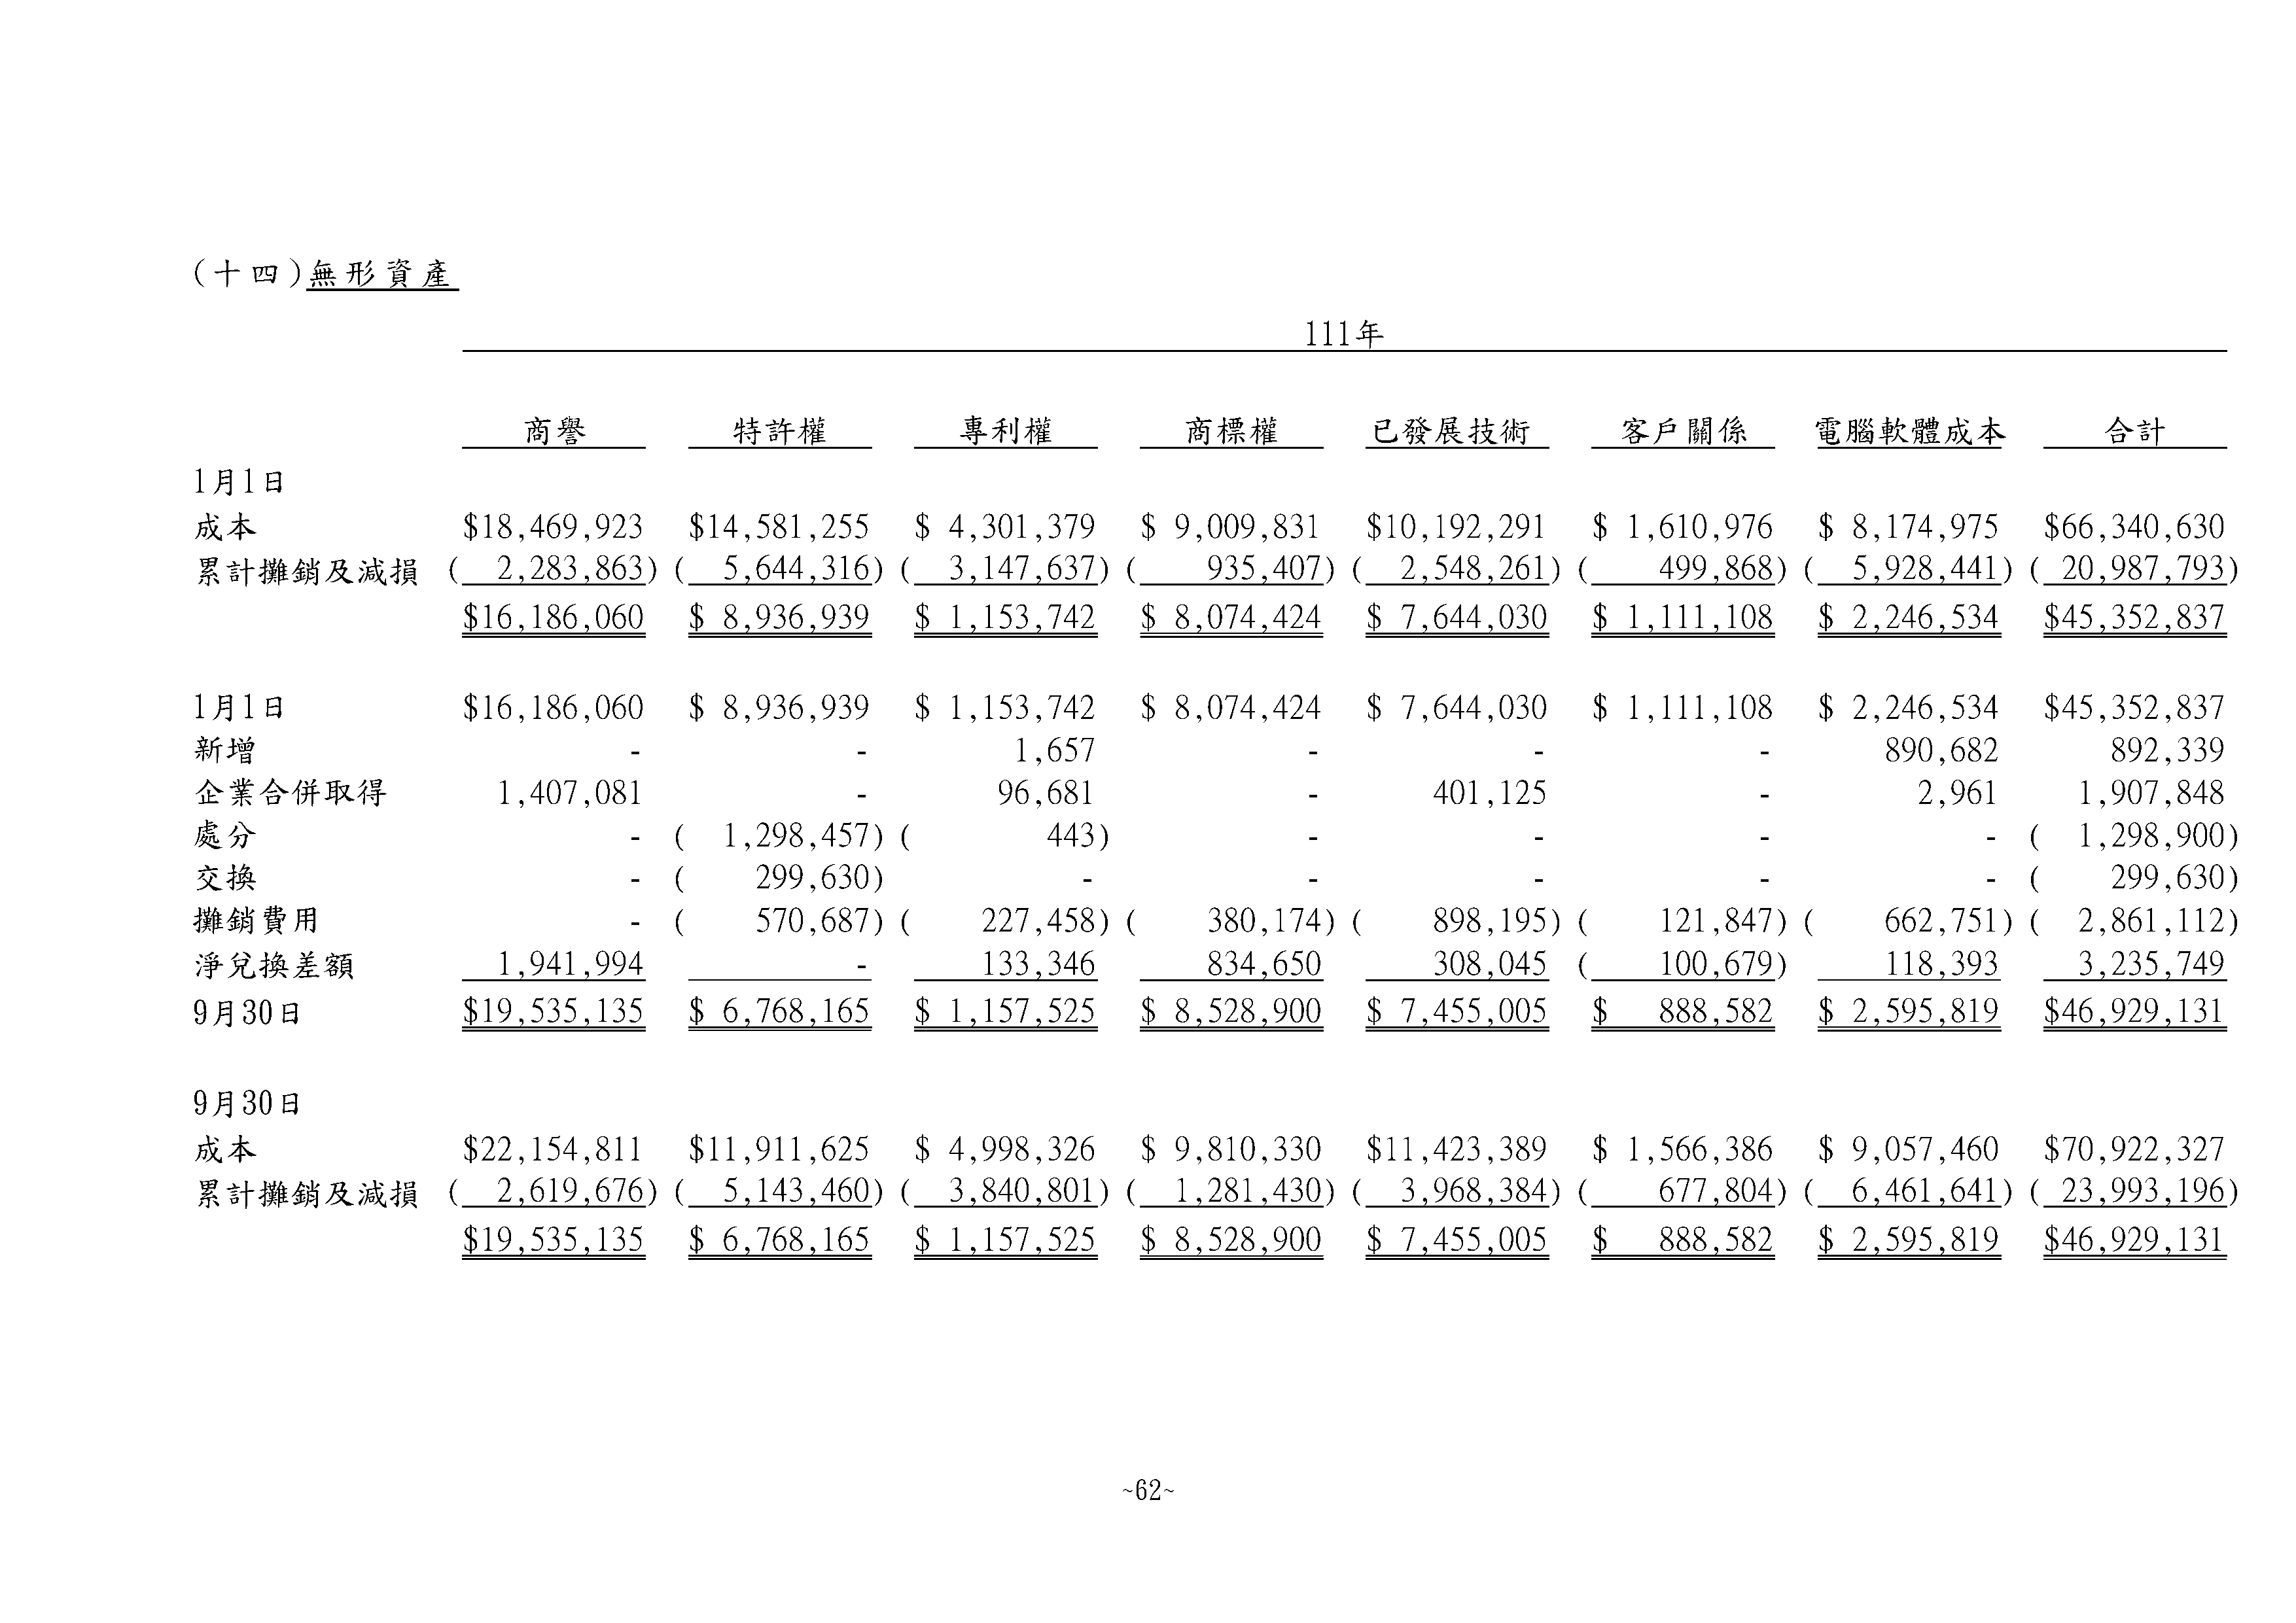 (十四)無形資產
111年
商譽 特許權 專利權 商標權 已發展技術 客戶關係 電腦軟體成本 合計
1月1日
成本 $18,469,923 $14,581,255 $ 4,301,379 $ 9,009,831 $10,192,291 $ 1,610,976 $ 8,174,975 $66,340,630
累計攤銷及減損 ( 2,283,863) ( 5,644,316) ( 3,147,637) ( 935,407) ( 2,548,261) ( 499,868) ( 5,928,441) ( 20,987,793)
$16,186,060 $ 8,936,939 $ 1,153,742 $ 8,074,424 $ 7,644,030 $ 1,111,108 $ 2,246,534 $45,352,837
1月1日 $16,186,060 $ 8,936,939 $ 1,153,742 $ 8,074,424 $ 7,644,030 $ 1,111,108 $ 2,246,534 $45,352,837
新增 - - 1,657 - - - 890,682 892,339
企業合併取得 1,407,081 - 96,681 - 401,125 - 2,961 1,907,848
處分 - ( 1,298,457) ( 443) - - - - ( 1,298,900)
交換 - ( 299,630) - - - - - ( 299,630)
攤銷費用 - ( 570,687) ( 227,458) ( 380,174) ( 898,195) ( 121,847) ( 662,751) ( 2,861,112)
淨兌換差額 1,941,994 - 133,346 834,650 308,045 ( 100,679) 118,393 3,235,749
9月30日 $19,535,135 $ 6,768,165 $ 1,157,525 $ 8,528,900 $ 7,455,005 $ 888,582 $ 2,595,819 $46,929,131
9月30日
成本 $22,154,811 $11,911,625 $ 4,998,326 $ 9,810,330 $11,423,389 $ 1,566,386 $ 9,057,460 $70,922,327
累計攤銷及減損 ( 2,619,676) ( 5,143,460) ( 3,840,801) ( 1,281,430) ( 3,968,384) ( 677,804) ( 6,461,641) ( 23,993,196)
$19,535,135 $ 6,768,165 $ 1,157,525 $ 8,528,900 $ 7,455,005 $ 888,582 $ 2,595,819 $46,929,131
~62~